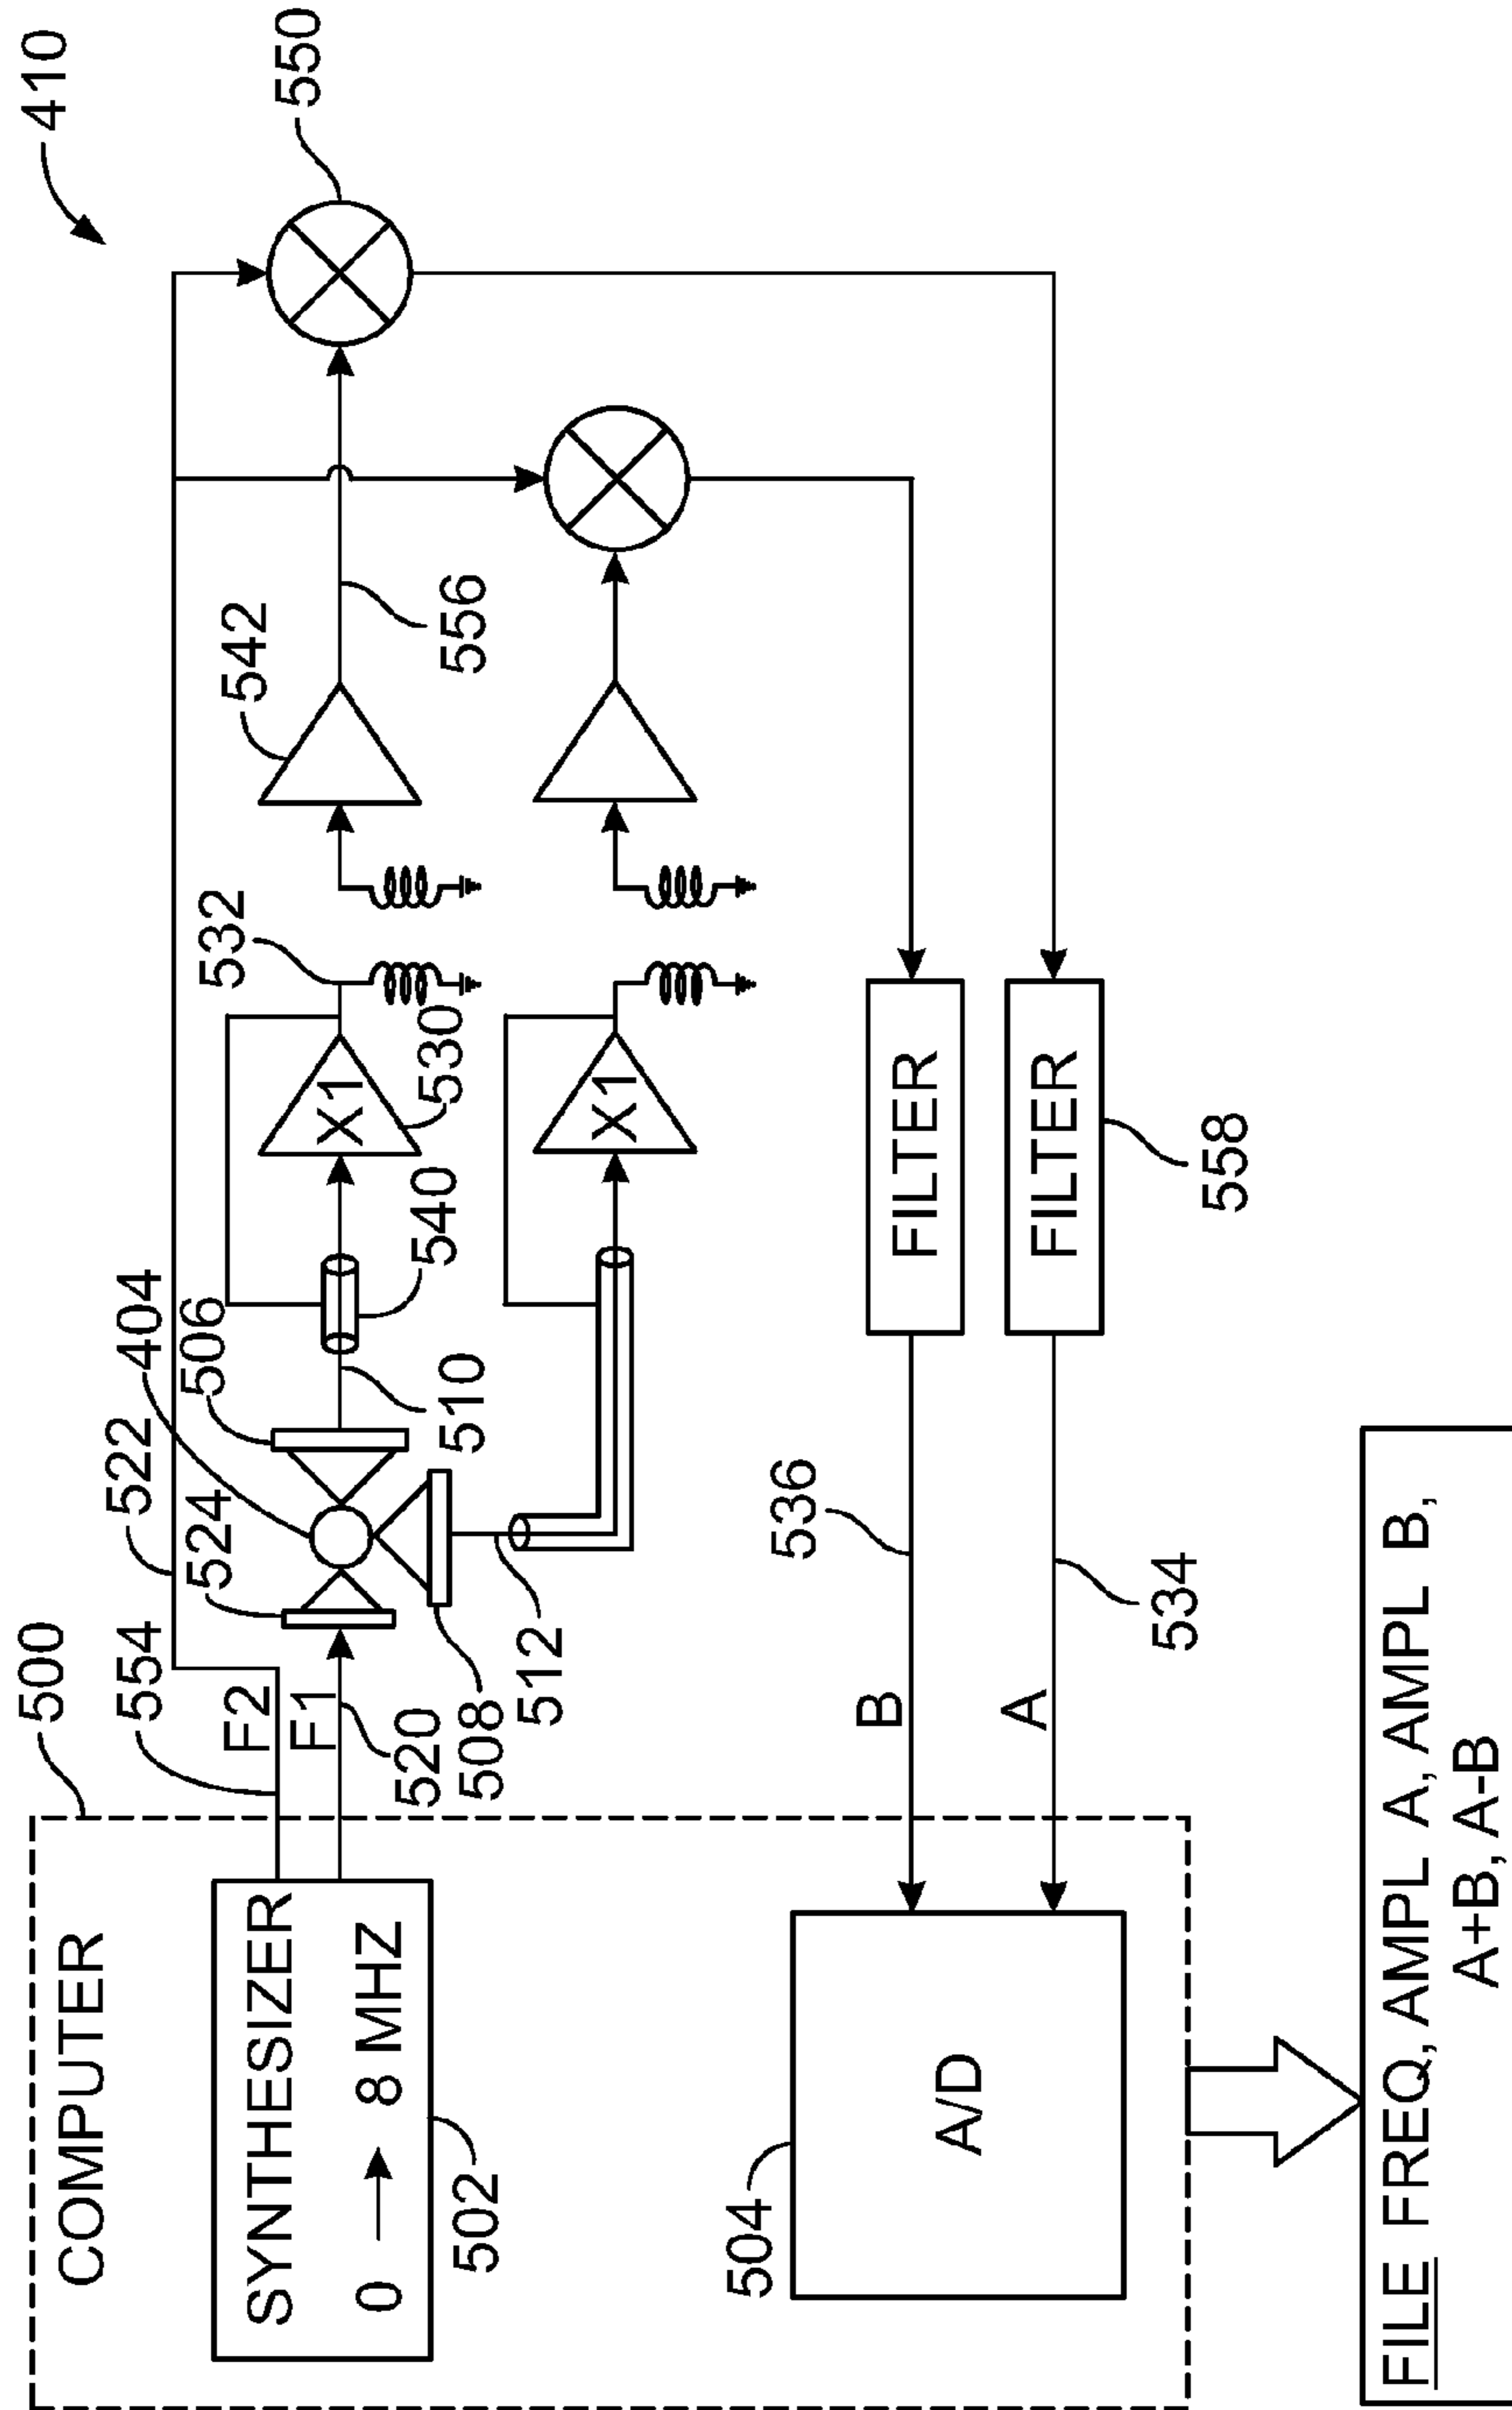 410
500
COMPUTER
SYNTHESIZER
0 → 8 MHZ
502
554
F2
F1
520
522
524
404
506
508
510
512
540
X1
530
532
542
556
550
X1
504
A/D
B
536
FILTER
A
534
FILTER
558
FILE FREQ, AMPL A, AMPL B,
A+B, A-B